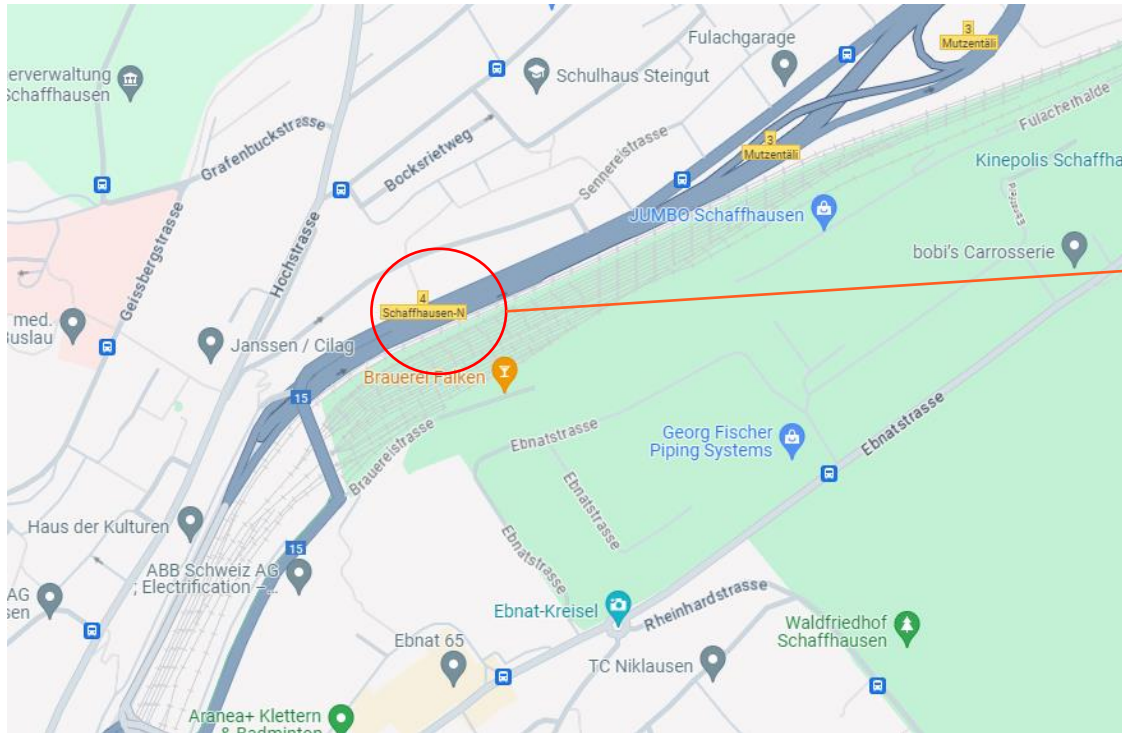 3
Mutzentäli
Fulachgarage
erverwaltung
Schaffhausen
Schulhaus Steingut
Grafenbuckstrasse
Bocksrietweg
Sennereistrasse
3
Mutzentäli
Fulacherhalde
Kinepolis Schaffha
Geissbergstrasse
Hochstrasse
JUMBO Schaffhausen
bobi's Carrosserie
4
Schaffhausen-N
med.
Buslau
Janssen / Cilag
Brauerei Falken
15
Brauereistrasse
Ebnatstrasse
Georg Fischer
Piping Systems
Ebnatstrasse
Ebnatstrasse
Haus der Kulturen
15
ABB Schweiz AG
; Electrification –...
Ebnatstrasse
AG
sen
Ebnat-Kreisel
Rheinhardstrasse
Waldfriedhof
Schaffhausen
Ebnat 65
TC Niklausen
Aranea+ Klettern
& Badminton